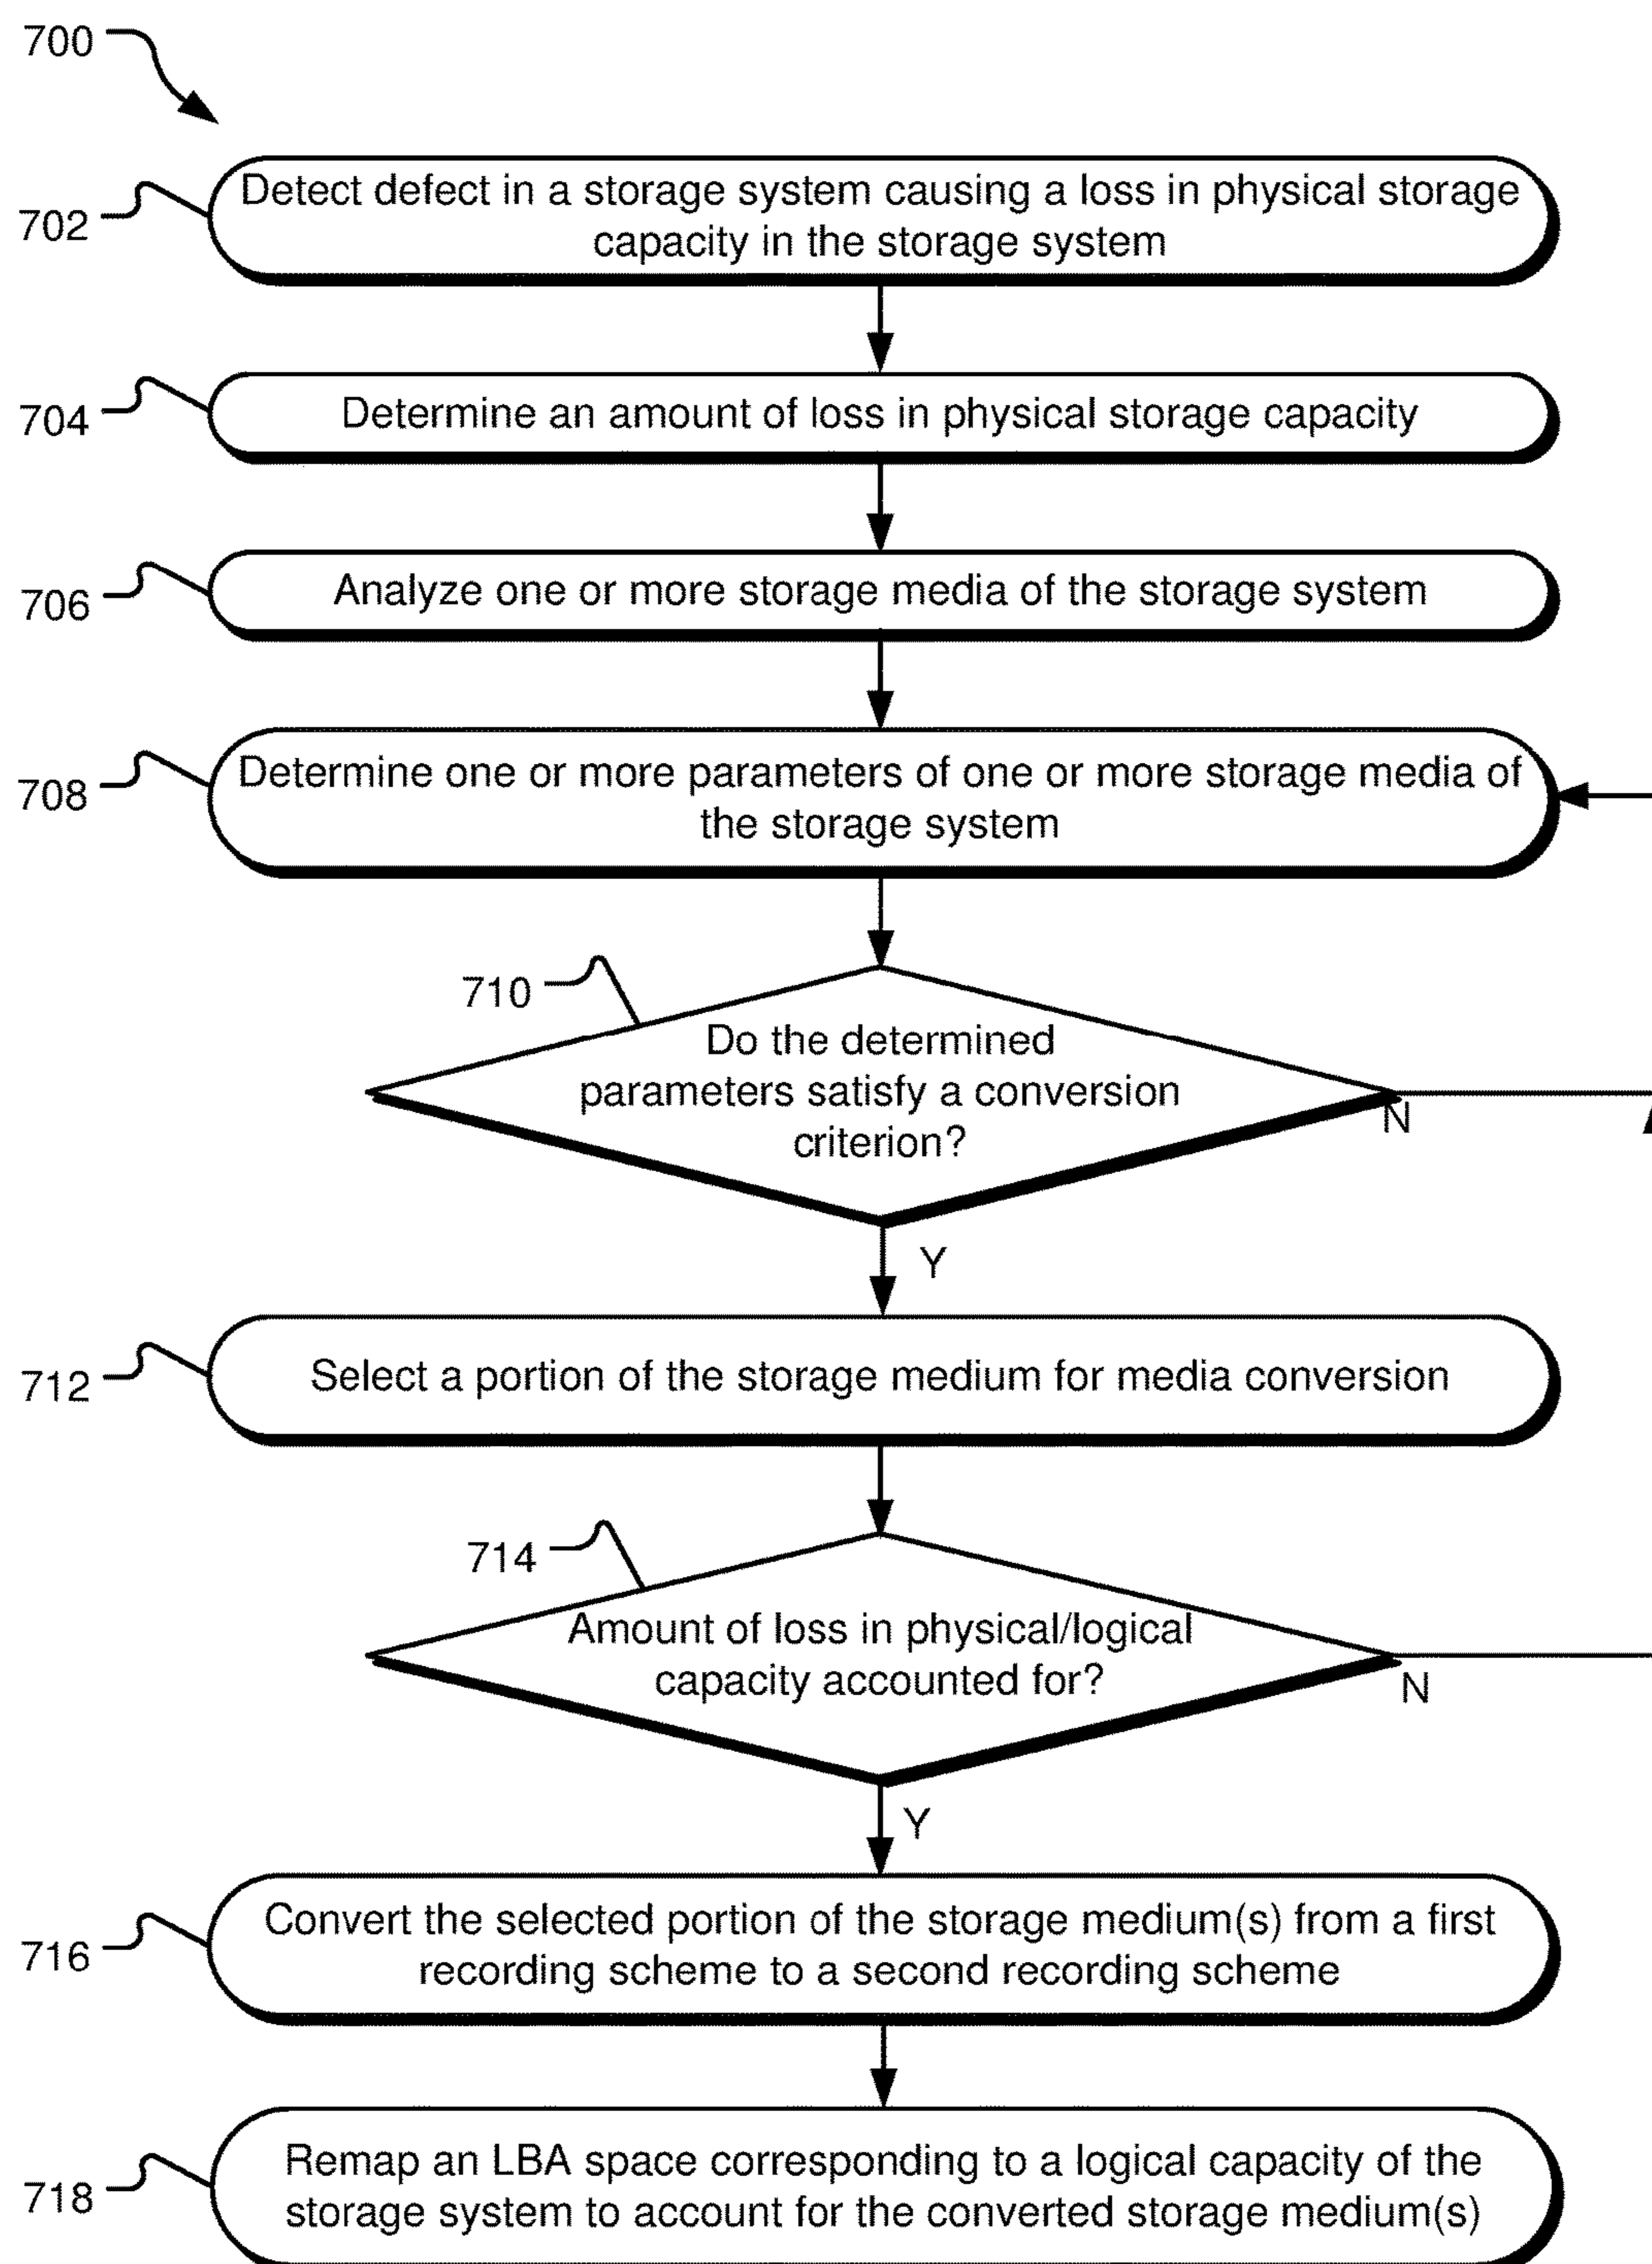 700
702
Detect defect in a storage system causing a loss in physical storage
capacity in the storage system
704
Determine an amount of loss in physical storage capacity
706
Analyze one or more storage media of the storage system
708
Determine one or more parameters of one or more storage media of
the storage system
710
Do the determined
parameters satisfy a conversion
criterion?
N
Y
712
Select a portion of the storage medium for media conversion
714
Amount of loss in physical/logical
capacity accounted for?
N
Y
716
Convert the selected portion of the storage medium(s) from a first
recording scheme to a second recording scheme
718
Remap an LBA space corresponding to a logical capacity of the
storage system to account for the converted storage medium(s)